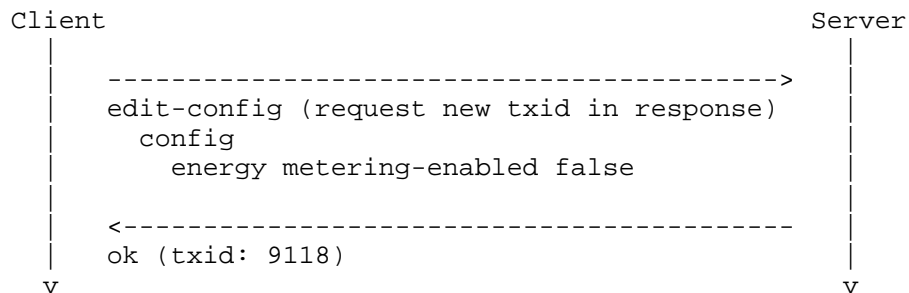 Client Server
edit-config (request new txid in response)
config
energy metering-enabled false
ok (txid: 9118)
v v